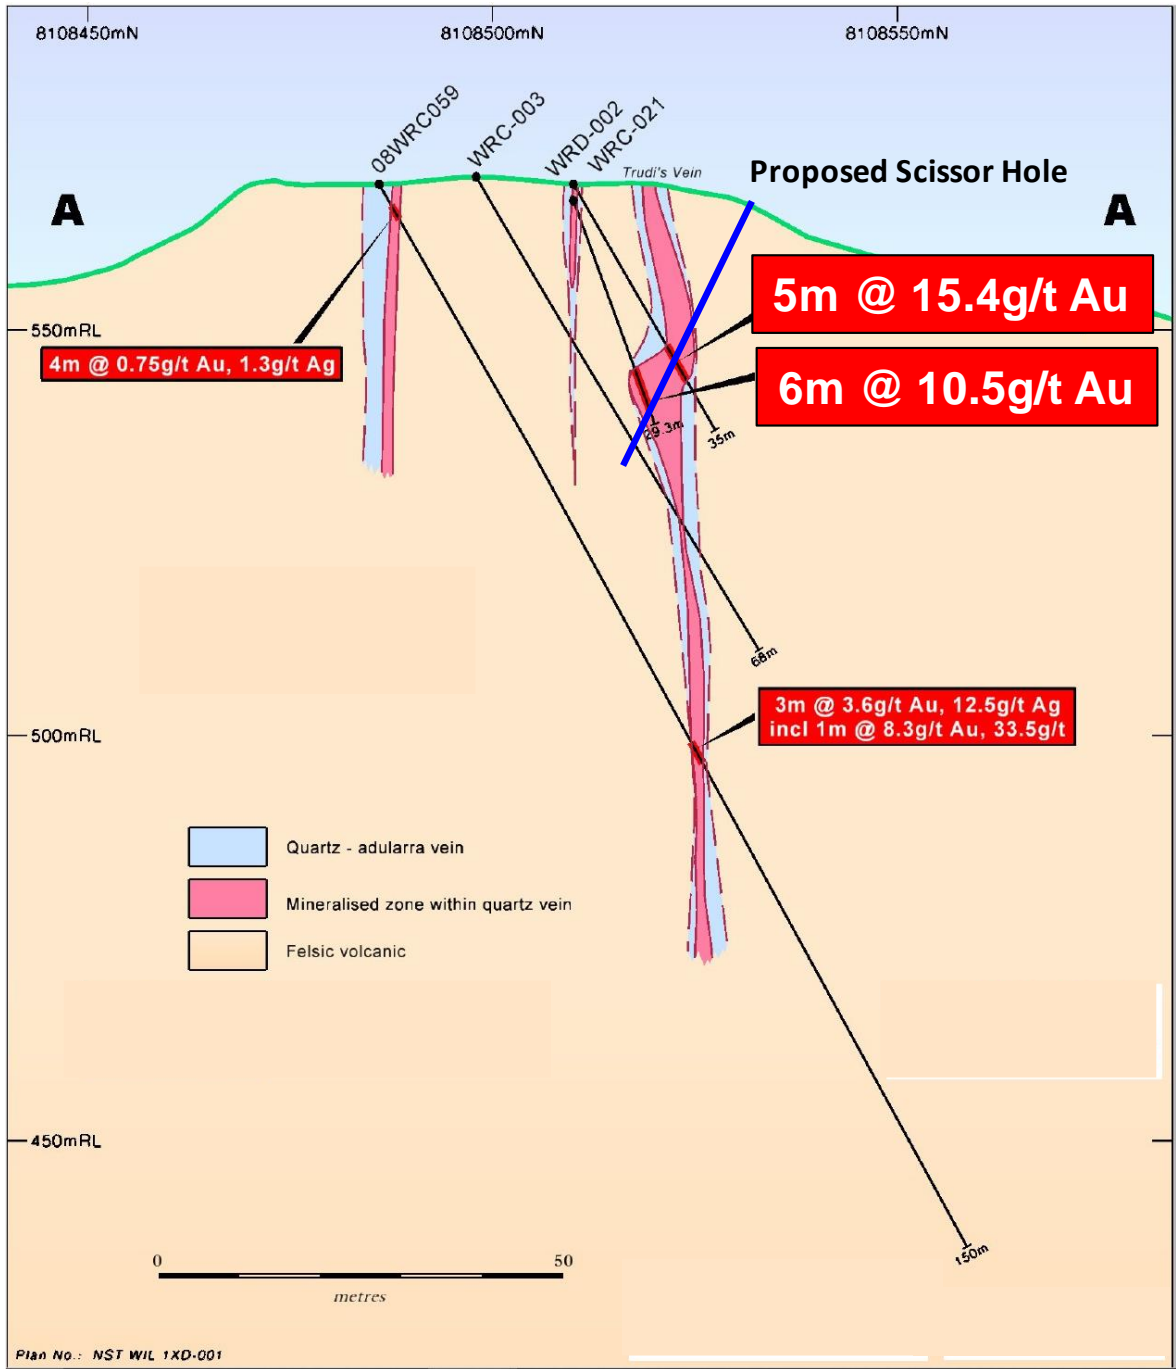 8108450mN
8108500mN
8108550mN
08WRC059
WRC-003
WRD-002
WRC-021
Trudi's Vein
Proposed Scissor Hole
A
A
5m @ 15.4g/t Au
550mRL
4m @ 0.75g/t Au, 1.3g/t Ag
6m @ 10.5g/t Au
29.3m
35m
68m
3m @ 3.6g/t Au, 12.5g/t Ag
incl 1m @ 8.3g/t Au, 33.5g/t
500mRL
Quartz - adularra vein
Mineralised zone within quartz vein
Felsic volcanic
450mRL
150m
0
50
metres
Plan No.: NST WIL 1XD-001